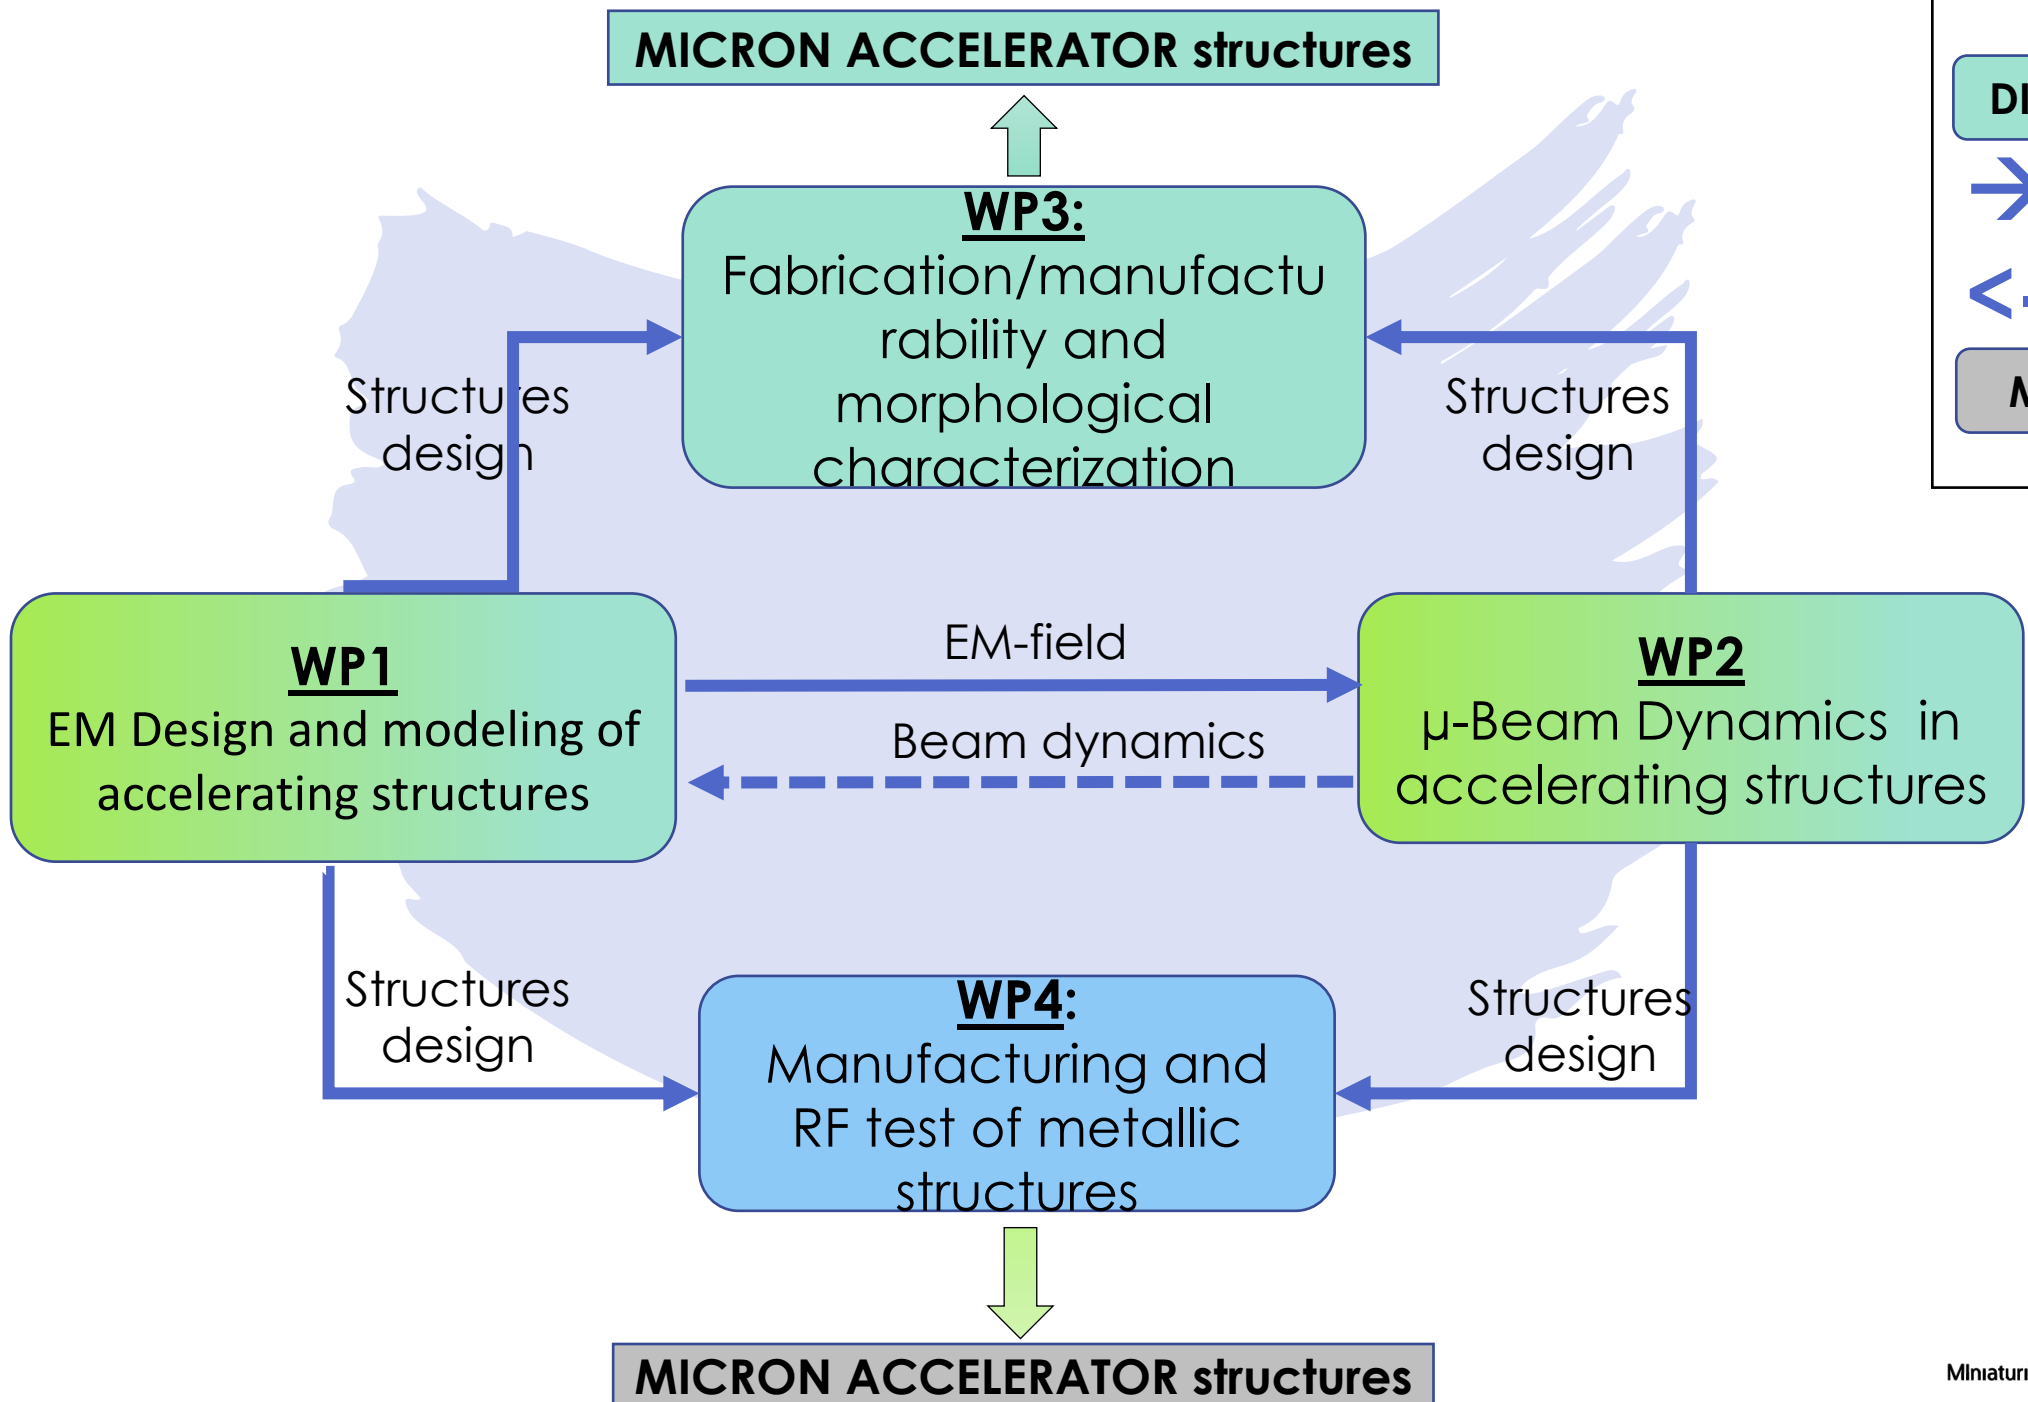 MICRON ACCELERATOR structures
WP3:
Fabrication/manufactu
rability and
morphological
characterization
Structures
design
Structures
design
WP1
EM Design and modeling of
accelerating structures
EM-field
Beam dynamics
WP2
µ-Beam Dynamics in
accelerating structures
Structures
design
WP4:
Manufacturing and
RF test of metallic
structures
Structures
design
MICRON ACCELERATOR structures